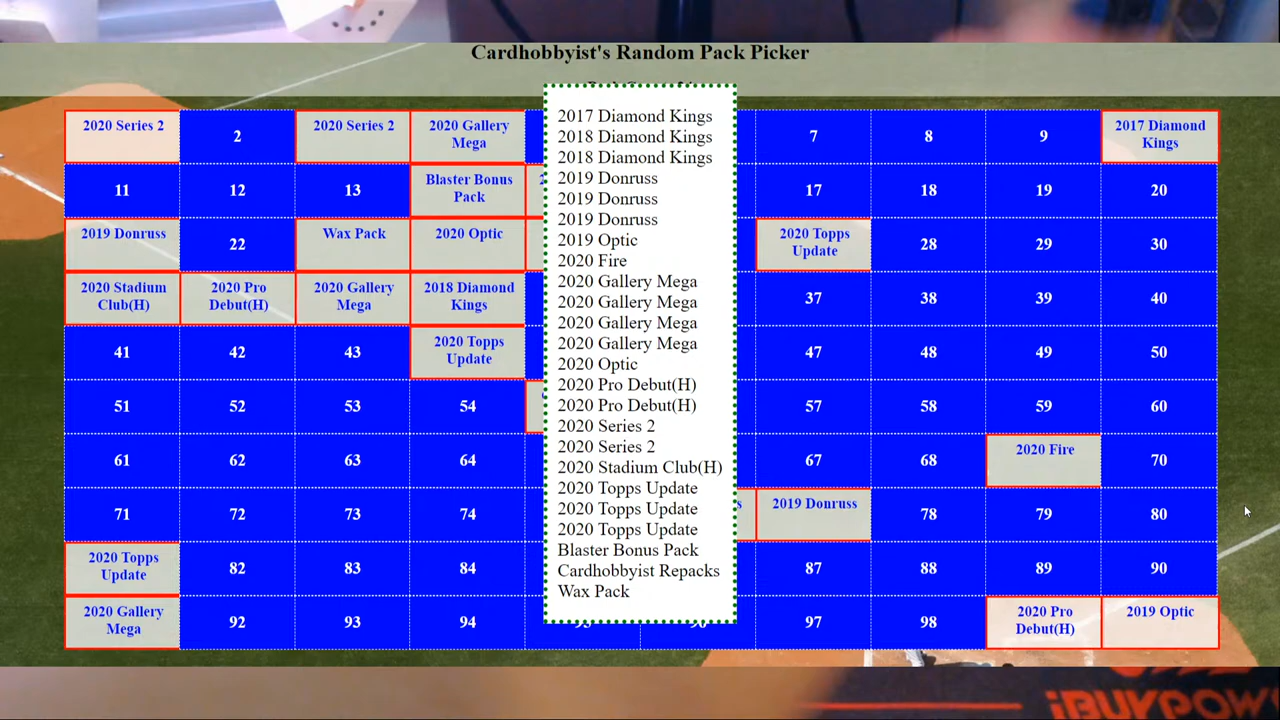 Cardhobbyist's Random Pack Picker
2020 Series 2
2
2020 Series 2
2020 Gallery
Mega
7
8
9
2017 Diamond
Kings
11
12
13
Blaster Bonus
Pack
17
18
19
20
2019 Donruss
22
Wax Pack
2020 Optic
2020 Topps
Update
28
29
30
2020 Stadium
Club(H)
2020 Pro
Debut(H)
2020 Gallery
Mega
2018 Diamond
Kings
37
38
39
40
41
42
43
2020 Topps
Update
47
48
49
50
51
52
53
54
57
58
59
60
61
62
63
64
67
68
2020 Fire
70
71
72
73
74
2019 Donruss
78
79
80
2020 Topps
Update
82
83
84
87
88
89
90
2020 Gallery
Mega
92
93
94
97
98
2020 Pro
Debut(H)
2019 Optic
2017 Diamond Kings
2018 Diamond Kings
2018 Diamond Kings
2019 Donruss
2019 Donruss
2019 Donruss
2019 Optic
2020 Fire
2020 Gallery Mega
2020 Gallery Mega
2020 Gallery Mega
2020 Gallery Mega
2020 Optic
2020 Pro Debut(H)
2020 Pro Debut(H)
2020 Series 2
2020 Series 2
2020 Stadium Club(H)
2020 Topps Update
2020 Topps Update
2020 Topps Update
Blaster Bonus Pack
Cardhobbyist Repacks
Wax Pack
iBUYPOW